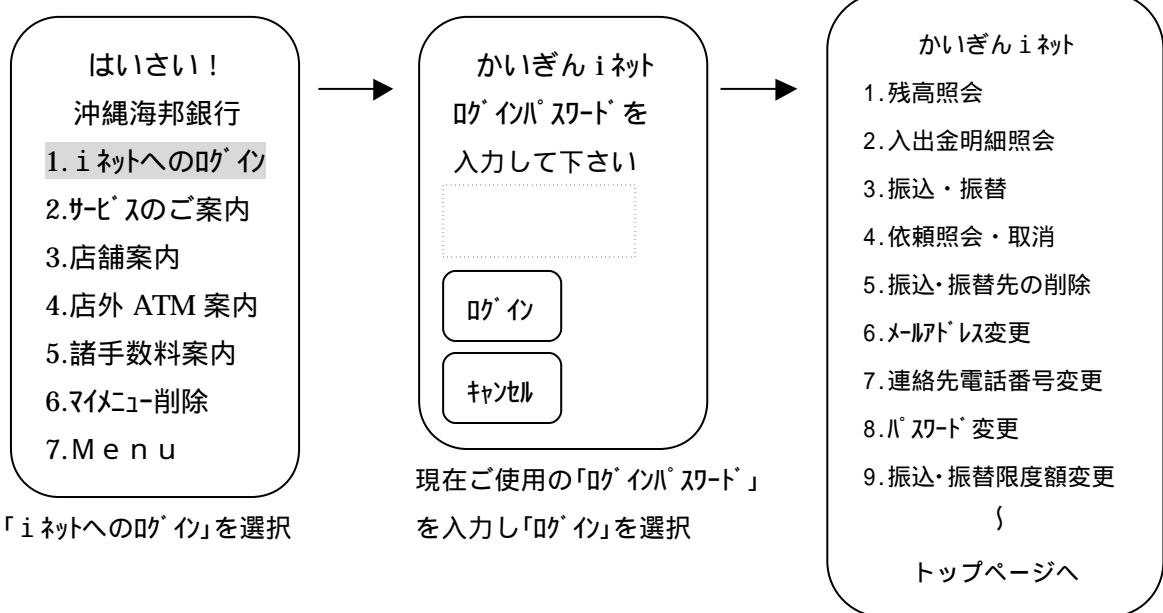 はいさい！
沖縄海邦銀行
1.ｉﾈｯﾄへのﾛｸﾞｲﾝ
2.ｻｰﾋﾞｽのご案内
3.店舗案内
4.店外 ATM 案内
5.諸手数料案内
6.ﾏｲﾒﾆｭｰ削除
7.Ｍｅｎｕ
「ｉﾈｯﾄへのﾛｸﾞｲﾝ」を選択
かいぎんｉﾈｯﾄ
ﾛｸﾞｲﾝﾊﾟｽﾜｰﾄﾞを
入力して下さい
ﾛｸﾞｲﾝ
ｷｬﾝｾﾙ
現在ご使用の「ﾛｸﾞｲﾝﾊﾟｽﾜｰﾄﾞ」
を入力し「ﾛｸﾞｲﾝ」を選択
かいぎんｉﾈｯﾄ
1.残高照会
2.入出金明細照会
3.振込・振替
4.依頼照会・取消
5.振込･振替先の削除
6.ﾒｰﾙｱﾄﾞﾚｽ変更
7.連絡先電話番号変更
8.ﾊﾟｽﾜｰﾄﾞ変更
9.振込･振替限度額変更
～
トップページへ